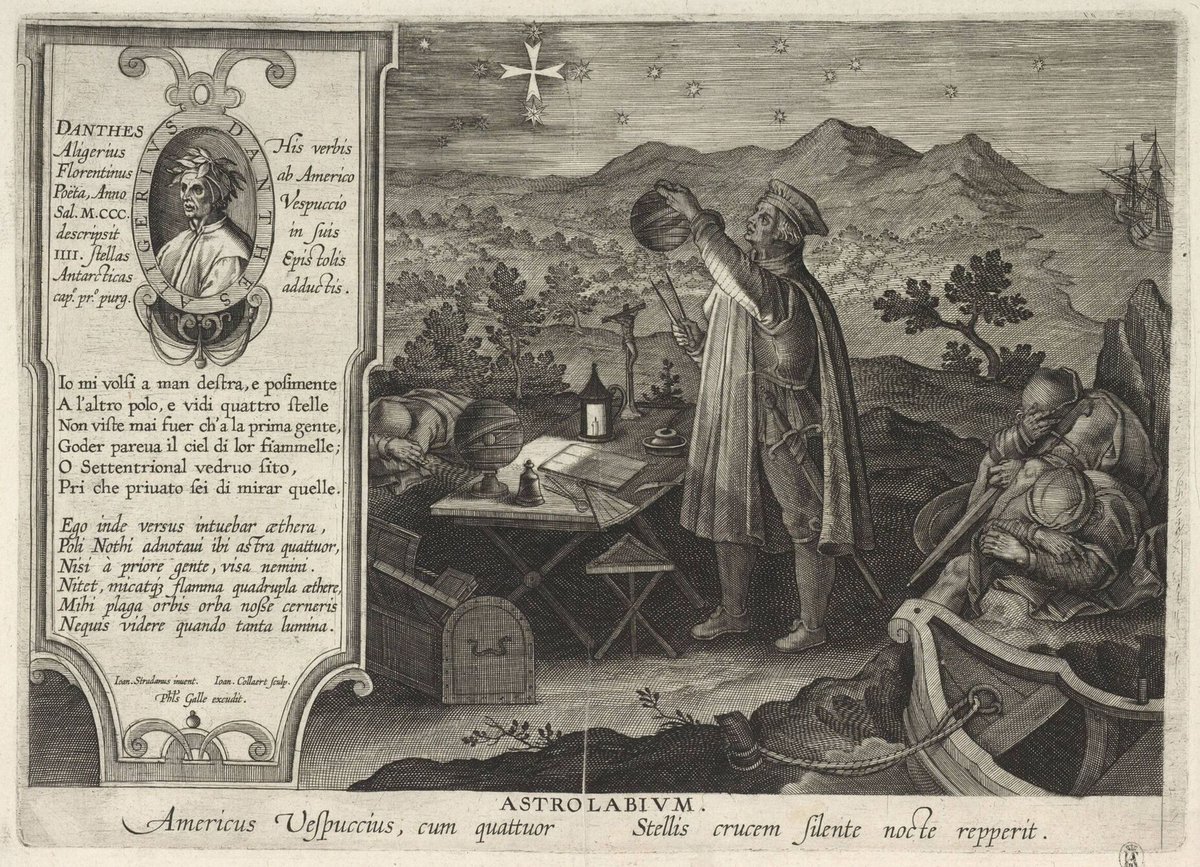 DANTHES
Aligerius
Florentinus
Poëta, Anno
Sal. M.CCC.
deſcripſit
IIII. ſtellas
Antarcticas
cap.º pr.º purg.
ALIGERIVS DANTHES
His verbis
ab Americo
Veſpuccio
in ſuis
Epiſtolis
adductis.
Io mi volſi a man deſtra, e poſimente
A l'altro polo, e vidi quattro ſtelle
Non viſte mai fuer ch'a la prima gente,
Goder pareua il ciel di lor fiammelle;
O Settentrional vedruo ſito,
Pri che priuato ſei di mirar quelle.
Ego inde versus intuebar æthera,
Poli Nothi adnotaui ibi aſtra quattuor,
Niſi à priore gente, viſa nemini.
Nitet, micatqꝫ flamma quadrupla æthere,
Mihi plaga orbis orba noſſe cerneris
Nequis videre quando tanta lumina.
Ioan. Stradanus inuent. Ioan. Collaert ſculp.
Phls Galle excudit.
ASTROLABIVM.
Americus Veſpuccius, cum quattuor Stellis crucem ſilente nocte repperit.